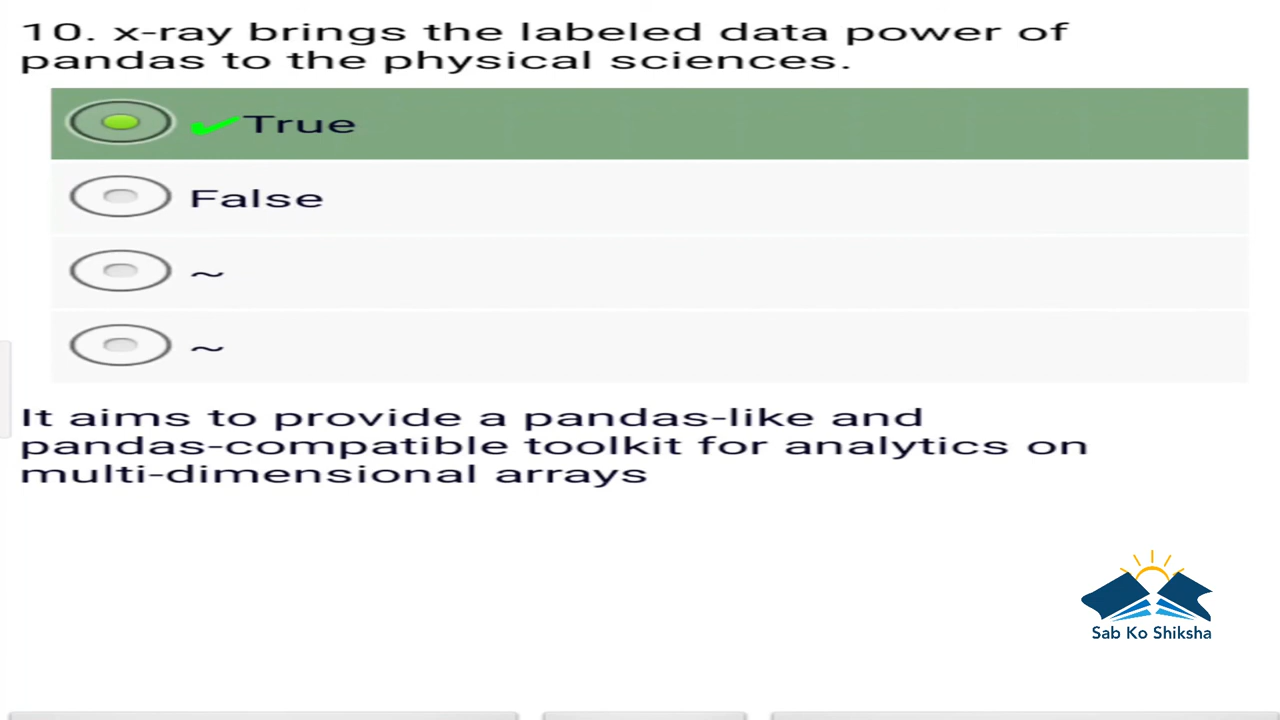 10. x-ray brings the labeled data power of
pandas to the physical sciences.
✔True
False
~
~
It aims to provide a pandas-like and
pandas-compatible toolkit for analytics on
multi-dimensional arrays
Sab Ko Shiksha